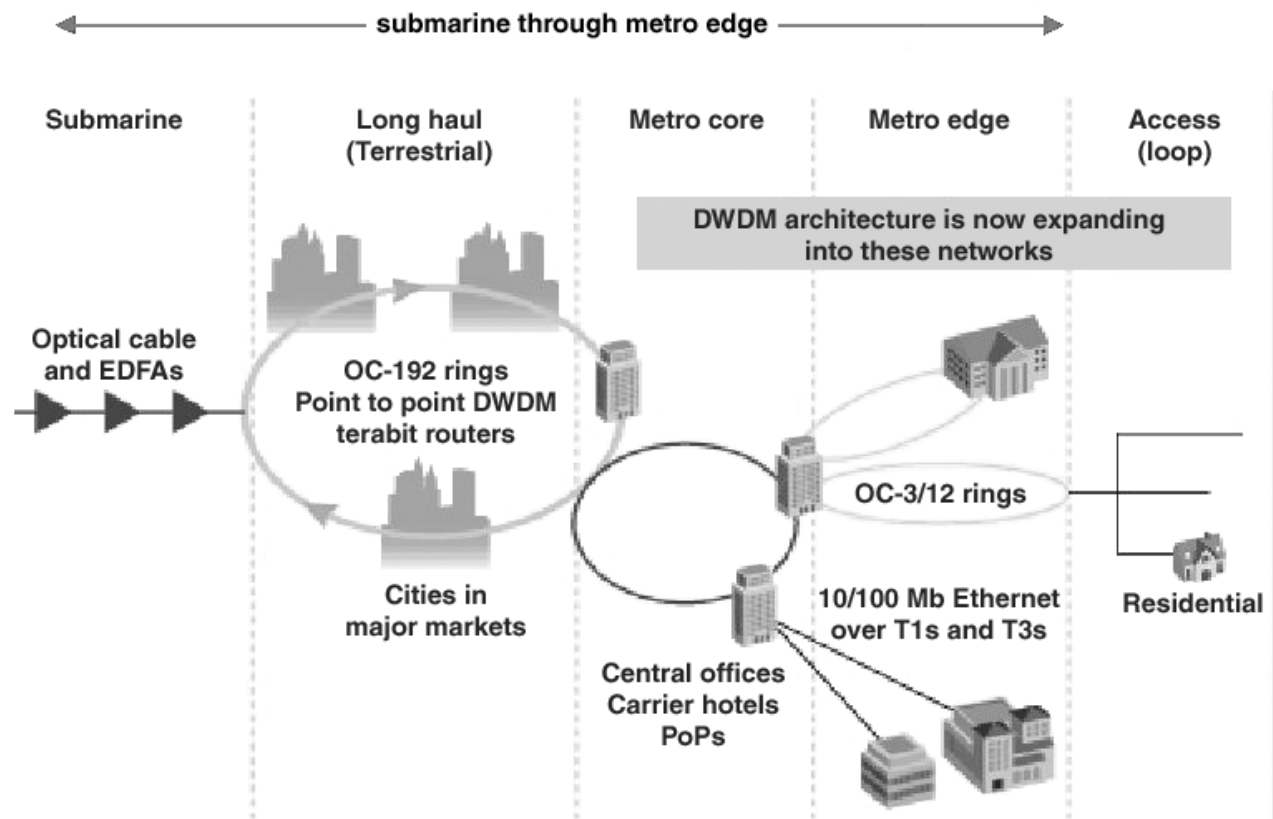 submarine through metro edge
Submarine
Long haul
(Terrestrial)
Metro core
Metro edge
Access
(loop)
DWDM architecture is now expanding
into these networks
Optical cable
and EDFAs
OC-192 rings
Point to point DWDM
terabit routers
Cities in
major markets
OC-3/12 rings
10/100 Mb Ethernet
over T1s and T3s
Residential
Central offices
Carrier hotels
PoPs